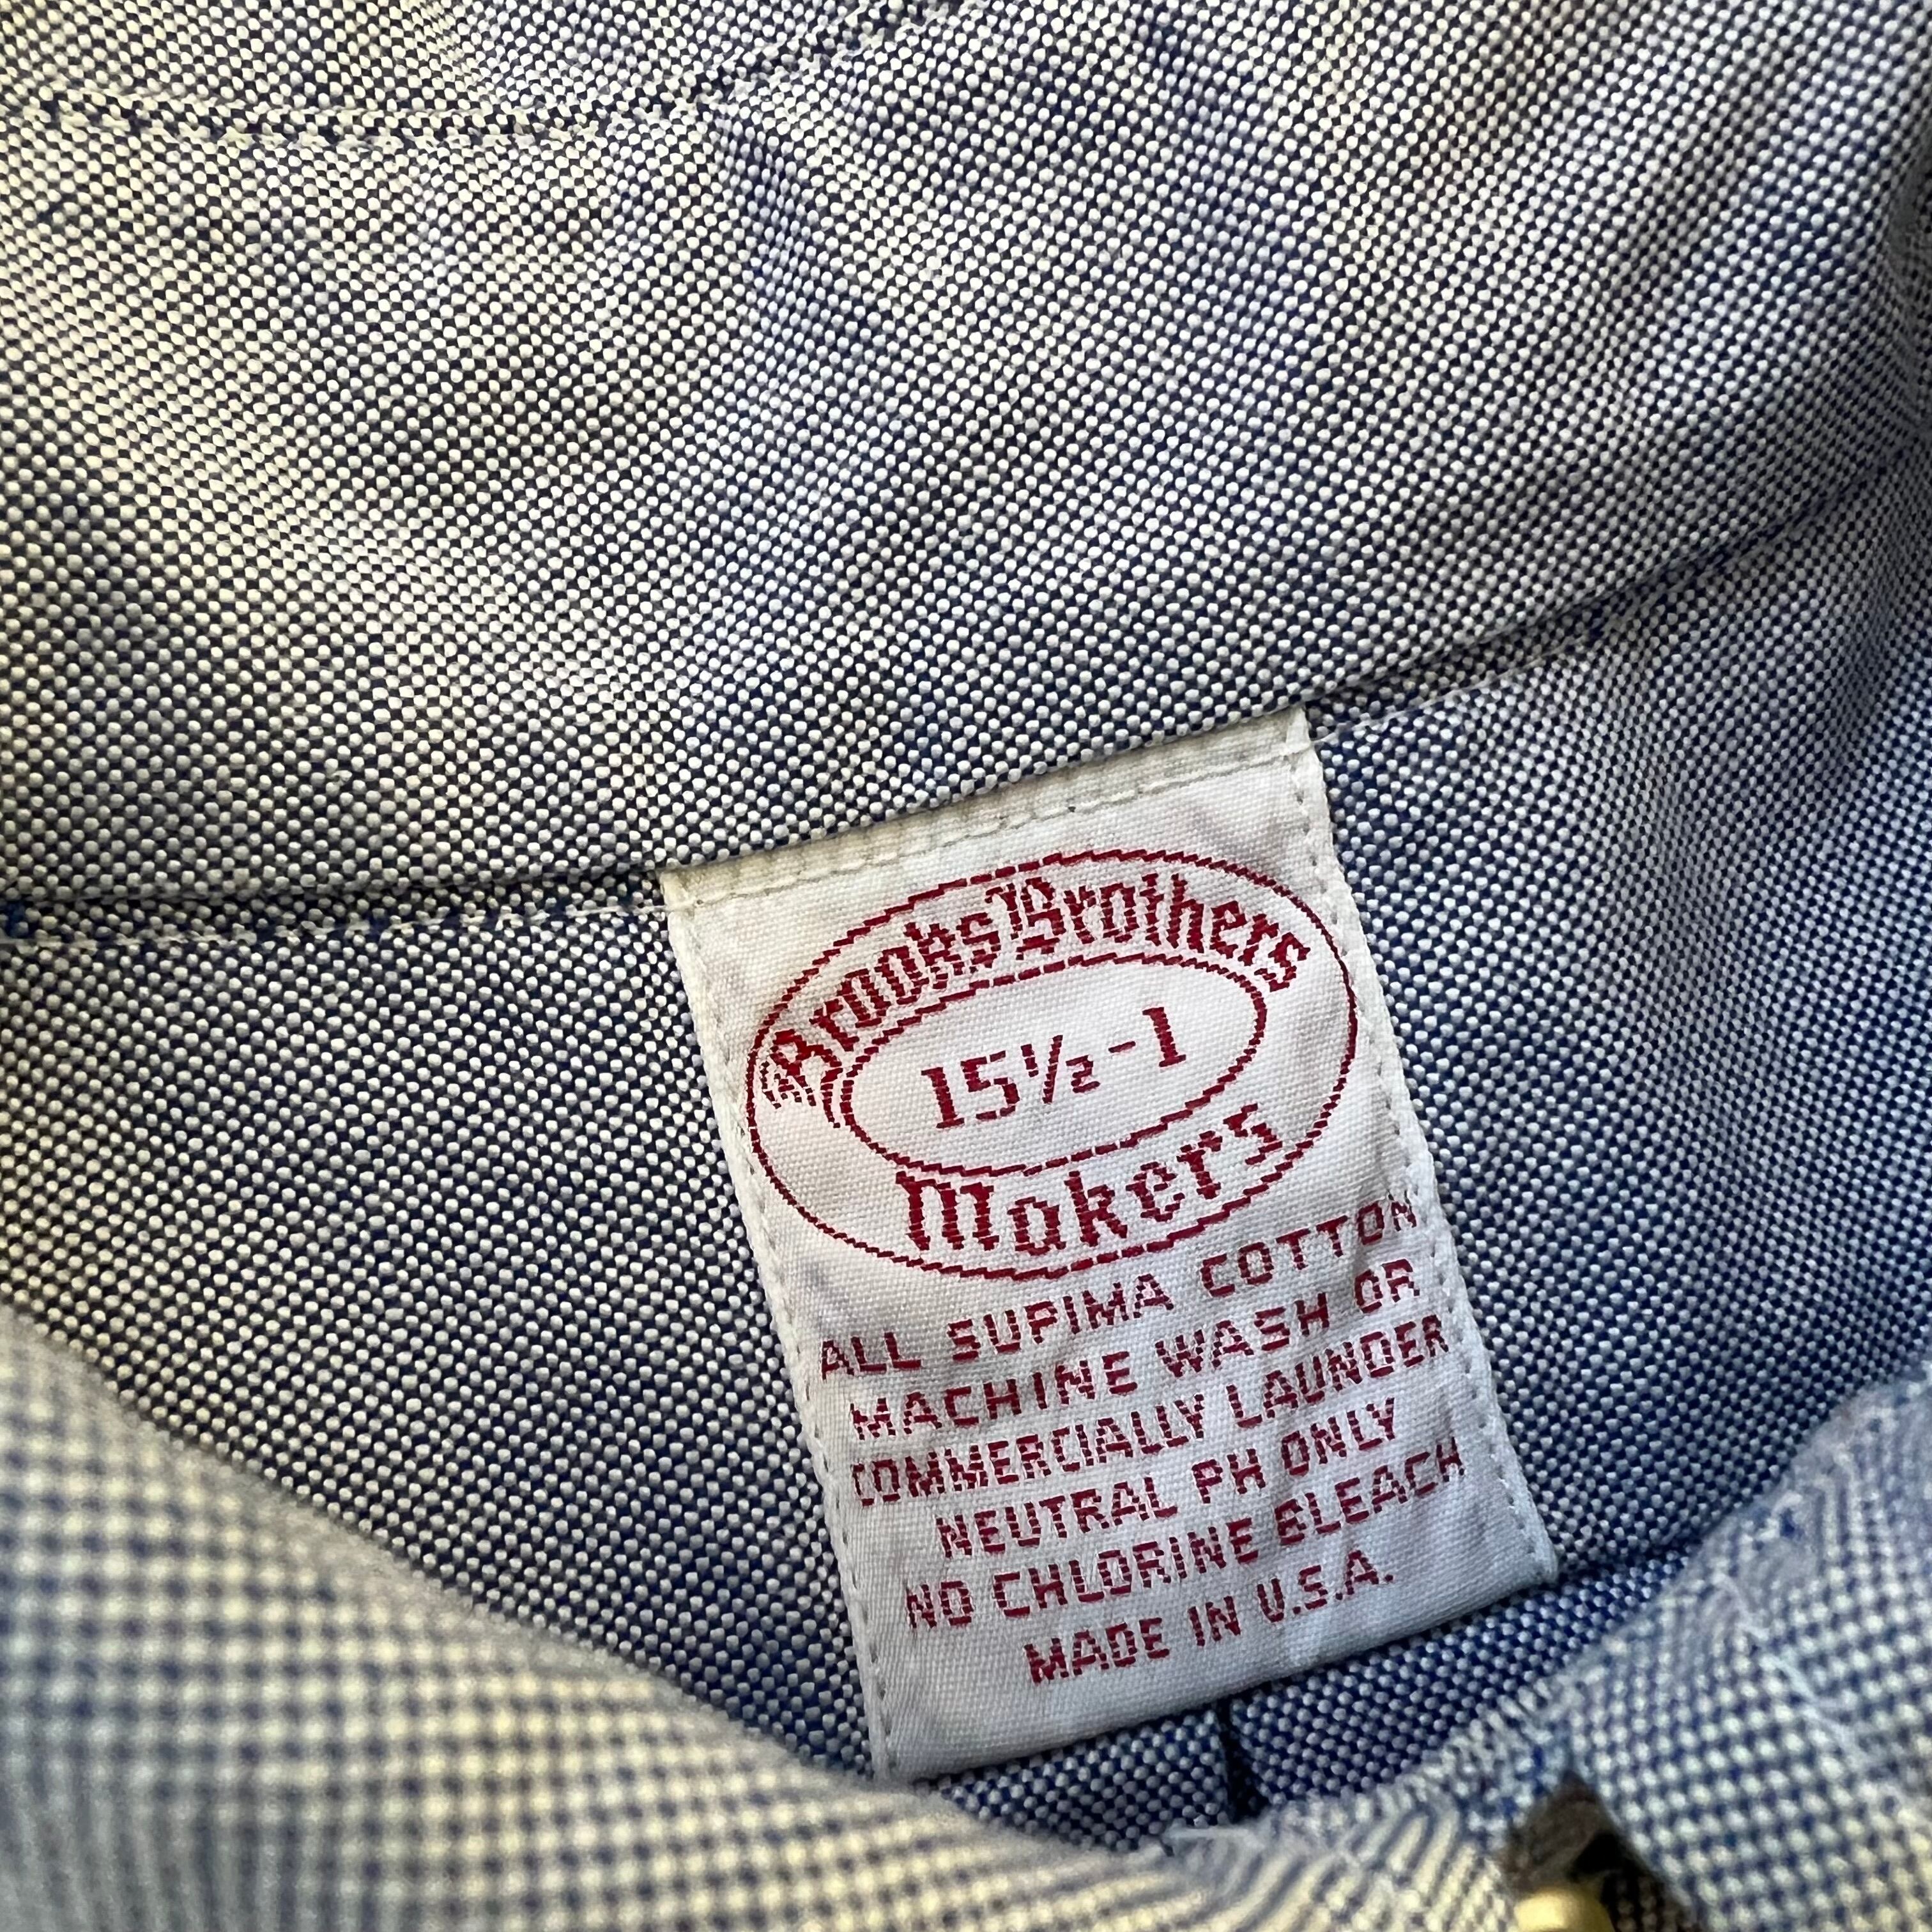 Brooks Brothers
15½-1
Makers
ALL SUPIMA COTTON
MACHINE WASH OR
COMMERCIALLY LAUNDER
NEUTRAL PH ONLY
NO CHLORINE BLEACH
MADE IN U.S.A.